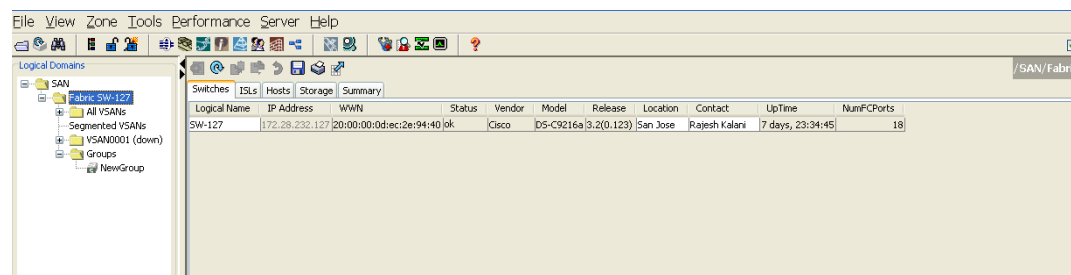 File View Zone Tools Performance Server Help
Logical Domains
/SAN/Fabri
SAN
Fabric SW-127
All VSANs
Segmented VSANs
VSAN0001 (down)
Groups
NewGroup
Switches ISLs Hosts Storage Summary
Logical Name IP Address WWN Status Vendor Model Release Location Contact UpTime NumFCPorts
SW-127 172.28.232.127 20:00:00:0d:ec:2e:94:40 ok Cisco DS-C9216a 3.2(0.123) San Jose Rajesh Kalani 7 days, 23:34:45 18